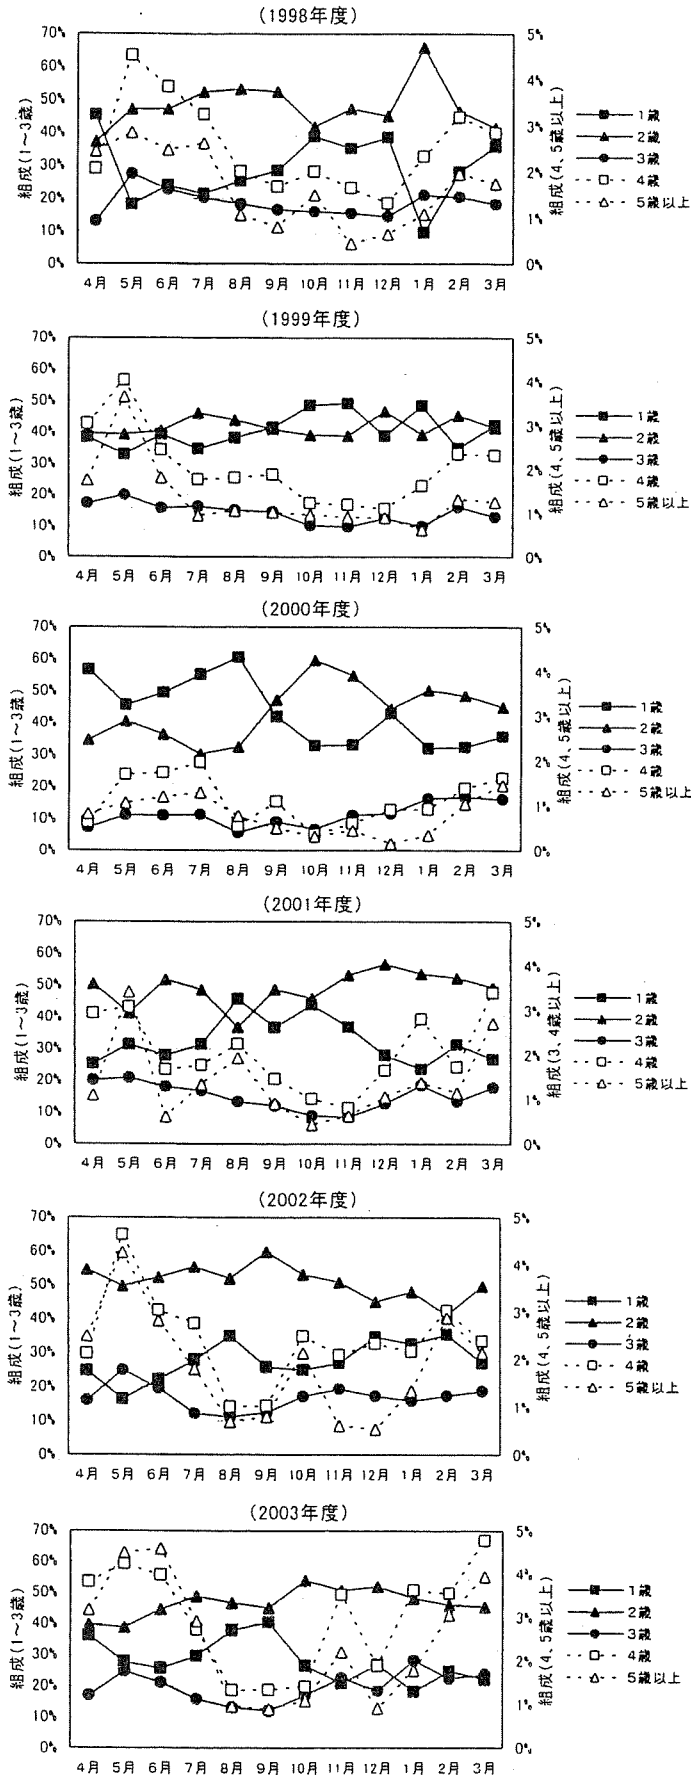 (1998年度)
70%
60%
50%
40%
30%
20%
10%
0%
組成(1～3歳)
5%
4%
3%
2%
1%
0%
組成(4、5歳以上)
4月 5月 6月 7月 8月 9月 10月 11月 12月 1月 2月 3月
1歳
2歳
3歳
4歳
5歳以上
(1999年度)
70%
60%
50%
40%
30%
20%
10%
0%
組成(1～3歳)
5%
4%
3%
2%
1%
0%
組成(4、5歳以上)
4月 5月 6月 7月 8月 9月 10月 11月 12月 1月 2月 3月
1歳
2歳
3歳
4歳
5歳以上
(2000年度)
70%
60%
50%
40%
30%
20%
10%
0%
組成(1～3歳)
5%
4%
3%
2%
1%
0%
組成(4、5歳以上)
4月 5月 6月 7月 8月 9月 10月 11月 12月 1月 2月 3月
1歳
2歳
3歳
4歳
5歳以上
(2001年度)
70%
60%
50%
40%
30%
20%
10%
0%
組成(1～3歳)
5%
4%
3%
2%
1%
0%
組成(3、4歳以上)
4月 5月 6月 7月 8月 9月 10月 11月 12月 1月 2月 3月
1歳
2歳
3歳
4歳
5歳以上
(2002年度)
70%
60%
50%
40%
30%
20%
10%
0%
組成(1～3歳)
5%
4%
3%
2%
1%
0%
組成(4、5歳以上)
4月 5月 6月 7月 8月 9月 10月 11月 12月 1月 2月 3月
1歳
2歳
3歳
4歳
5歳以上
(2003年度)
70%
60%
50%
40%
30%
20%
10%
0%
組成(1～3歳)
5%
4%
3%
2%
1%
0%
組成(4、5歳以上)
4月 5月 6月 7月 8月 9月 10月 11月 12月 1月 2月 3月
1歳
2歳
3歳
4歳
5歳以上